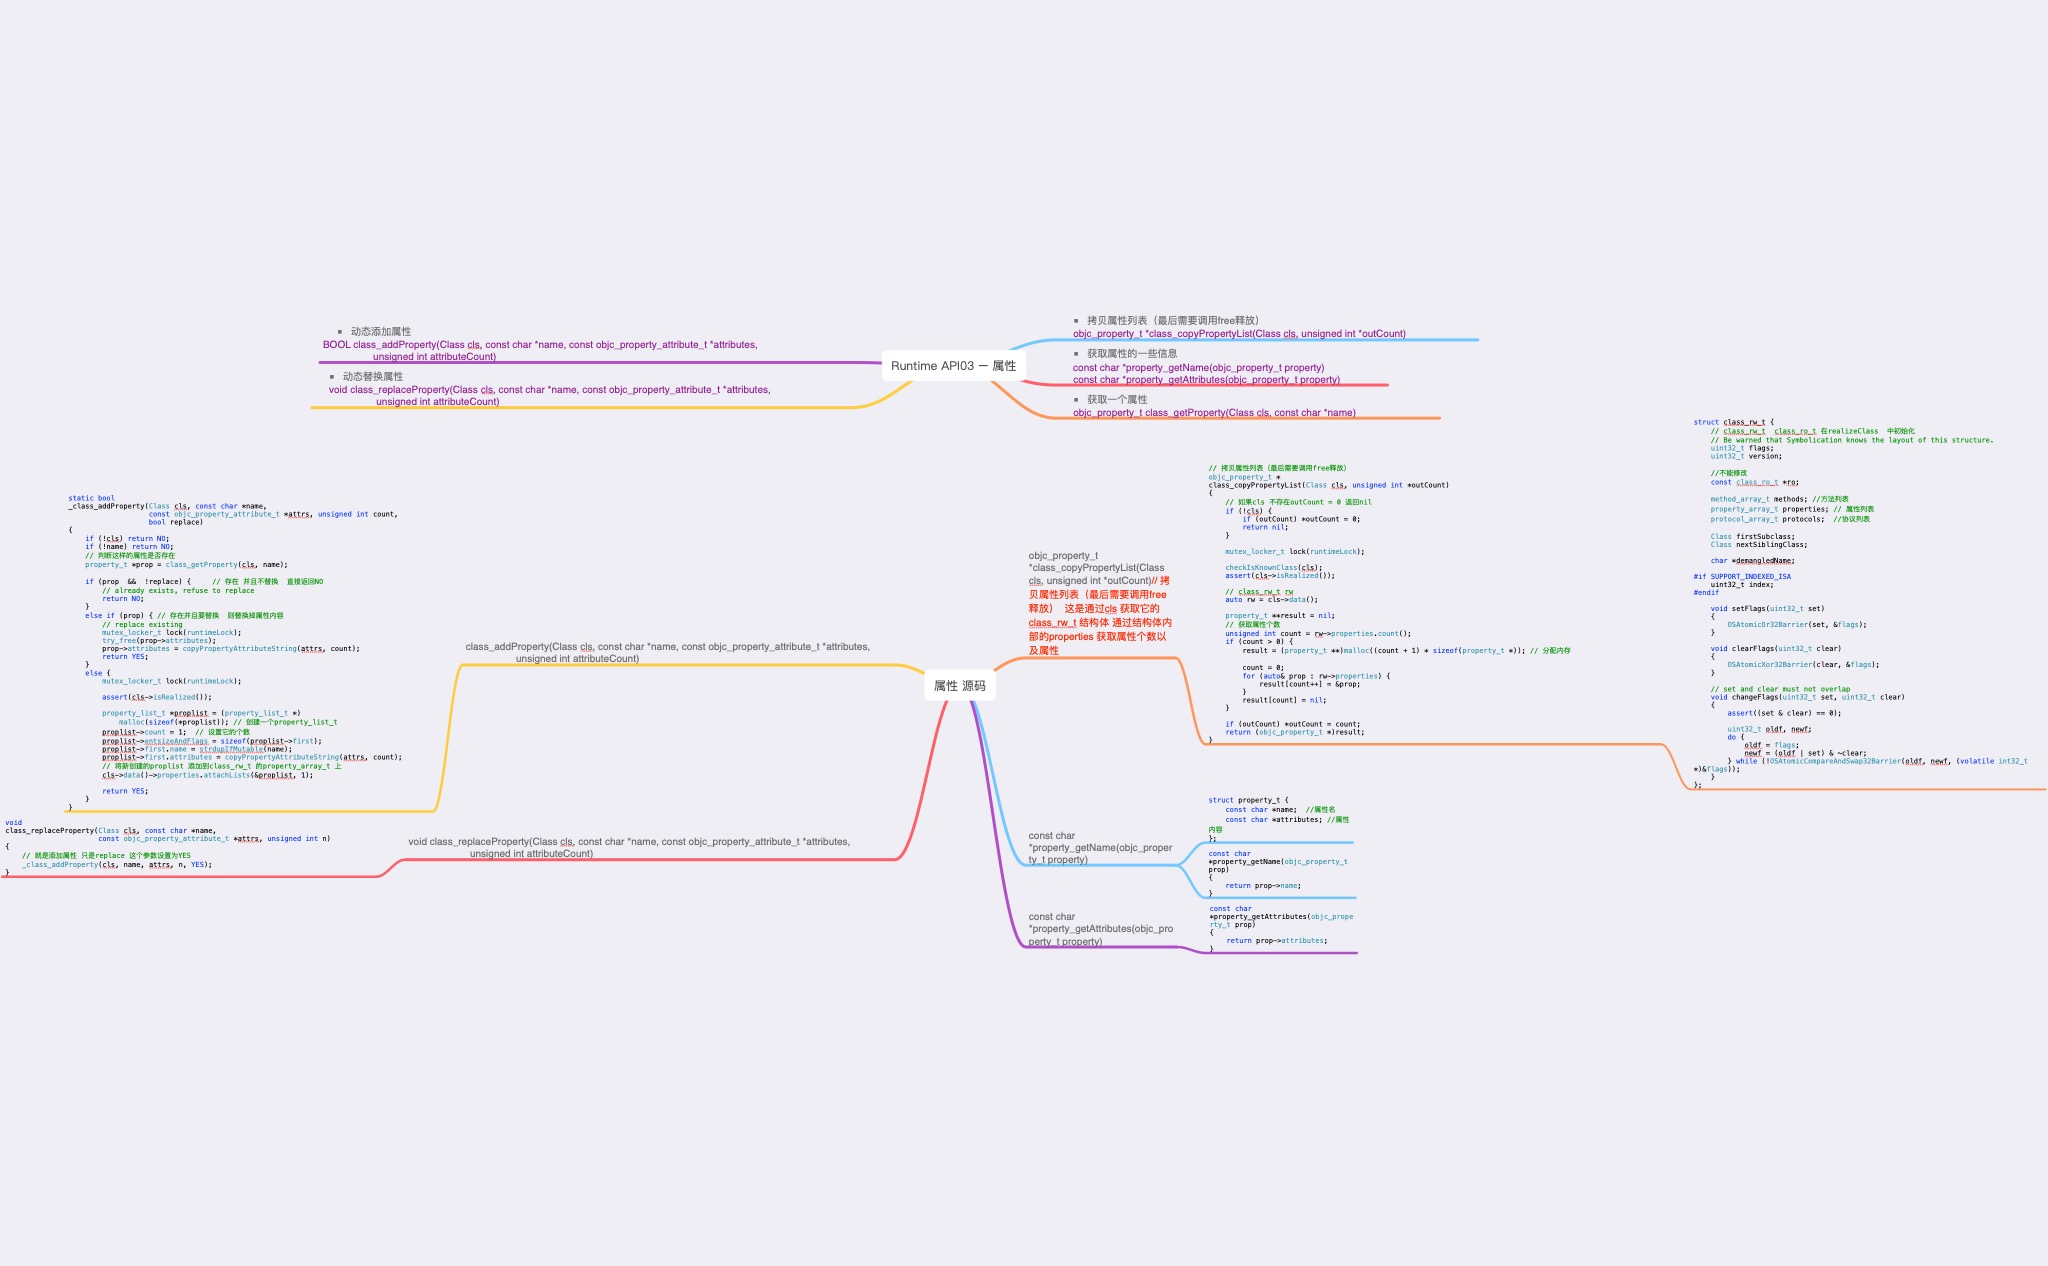 动态添加属性
BOOL class_addProperty(Class cls, const char *name, const objc_property_attribute_t *attributes,
unsigned int attributeCount)
动态替换属性
void class_replaceProperty(Class cls, const char *name, const objc_property_attribute_t *attributes,
unsigned int attributeCount)
Runtime API03 — 属性
拷贝属性列表（最后需要调用free释放）
objc_property_t *class_copyPropertyList(Class cls, unsigned int *outCount)
获取属性的一些信息
const char *property_getName(objc_property_t property)
const char *property_getAttributes(objc_property_t property)
获取一个属性
objc_property_t class_getProperty(Class cls, const char *name)
static bool
_class_addProperty(Class cls, const char *name,
const objc_property_attribute_t *attrs, unsigned int count,
bool replace)
{
if (!cls) return NO;
if (!name) return NO;
// 判断这样的属性是否存在
property_t *prop = class_getProperty(cls, name);
if (prop && !replace) { // 存在 并且不替换 直接返回NO
// already exists, refuse to replace
return NO;
}
else if (prop) { // 存在并且要替换 则替换掉属性内容
// replace existing
mutex_locker_t lock(runtimeLock);
try_free(prop->attributes);
prop->attributes = copyPropertyAttributeString(attrs, count);
return YES;
}
else {
mutex_locker_t lock(runtimeLock);
assert(cls->isRealized());
property_list_t *proplist = (property_list_t *)
malloc(sizeof(*proplist)); // 创建一个property_list_t
proplist->count = 1; // 设置它的个数
proplist->entsizeAndFlags = sizeof(proplist->first);
proplist->first.name = strdupIfMutable(name);
proplist->first.attributes = copyPropertyAttributeString(attrs, count);
// 将新创建的proplist 添加到class_rw_t 的property_array_t 上
cls->data()->properties.attachLists(&proplist, 1);
return YES;
}
}
class_addProperty(Class cls, const char *name, const objc_property_attribute_t *attributes,
unsigned int attributeCount)
void
class_replaceProperty(Class cls, const char *name,
const objc_property_attribute_t *attrs, unsigned int n)
{
// 就是添加属性 只是replace 这个参数设置为YES
_class_addProperty(cls, name, attrs, n, YES);
}
void class_replaceProperty(Class cls, const char *name, const objc_property_attribute_t *attributes,
unsigned int attributeCount)
属性 源码
objc_property_t
*class_copyPropertyList(Class
cls, unsigned int *outCount)// 拷
贝属性列表（最后需要调用free
释放） 这是通过cls 获取它的
class_rw_t 结构体 通过结构体内
部的properties 获取属性个数以
及属性
// 拷贝属性列表（最后需要调用free释放）
objc_property_t *
class_copyPropertyList(Class cls, unsigned int *outCount)
{
// 如果cls 不存在outCount = 0 返回nil
if (!cls) {
if (outCount) *outCount = 0;
return nil;
}
mutex_locker_t lock(runtimeLock);
checkIsKnownClass(cls);
assert(cls->isRealized());
// class_rw_t rw
auto rw = cls->data();
property_t **result = nil;
// 获取属性个数
unsigned int count = rw->properties.count();
if (count > 0) {
result = (property_t **)malloc((count + 1) * sizeof(property_t *)); // 分配内存
count = 0;
for (auto& prop : rw->properties) {
result[count++] = &prop;
}
result[count] = nil;
}
if (outCount) *outCount = count;
return (objc_property_t *)result;
}
struct class_rw_t {
// class_rw_t class_ro_t 在realizeClass 中初始化
// Be warned that Symbolication knows the layout of this structure.
uint32_t flags;
uint32_t version;
//不能修改
const class_ro_t *ro;
method_array_t methods; //方法列表
property_array_t properties; // 属性列表
protocol_array_t protocols; //协议列表
Class firstSubclass;
Class nextSiblingClass;
char *demangledName;
#if SUPPORT_INDEXED_ISA
uint32_t index;
#endif
void setFlags(uint32_t set)
{
OSAtomicOr32Barrier(set, &flags);
}
void clearFlags(uint32_t clear)
{
OSAtomicXor32Barrier(clear, &flags);
}
// set and clear must not overlap
void changeFlags(uint32_t set, uint32_t clear)
{
assert((set & clear) == 0);
uint32_t oldf, newf;
do {
oldf = flags;
newf = (oldf | set) & ~clear;
} while (!OSAtomicCompareAndSwap32Barrier(oldf, newf, (volatile int32_t
*)&flags));
}
};
const char
*property_getName(objc_proper
ty_t property)
struct property_t {
const char *name; //属性名
const char *attributes; //属性
内容
};
const char
*property_getName(objc_property_t
prop)
{
return prop->name;
}
const char
*property_getAttributes(objc_pro
perty_t property)
const char
*property_getAttributes(objc_prope
rty_t prop)
{
return prop->attributes;
}